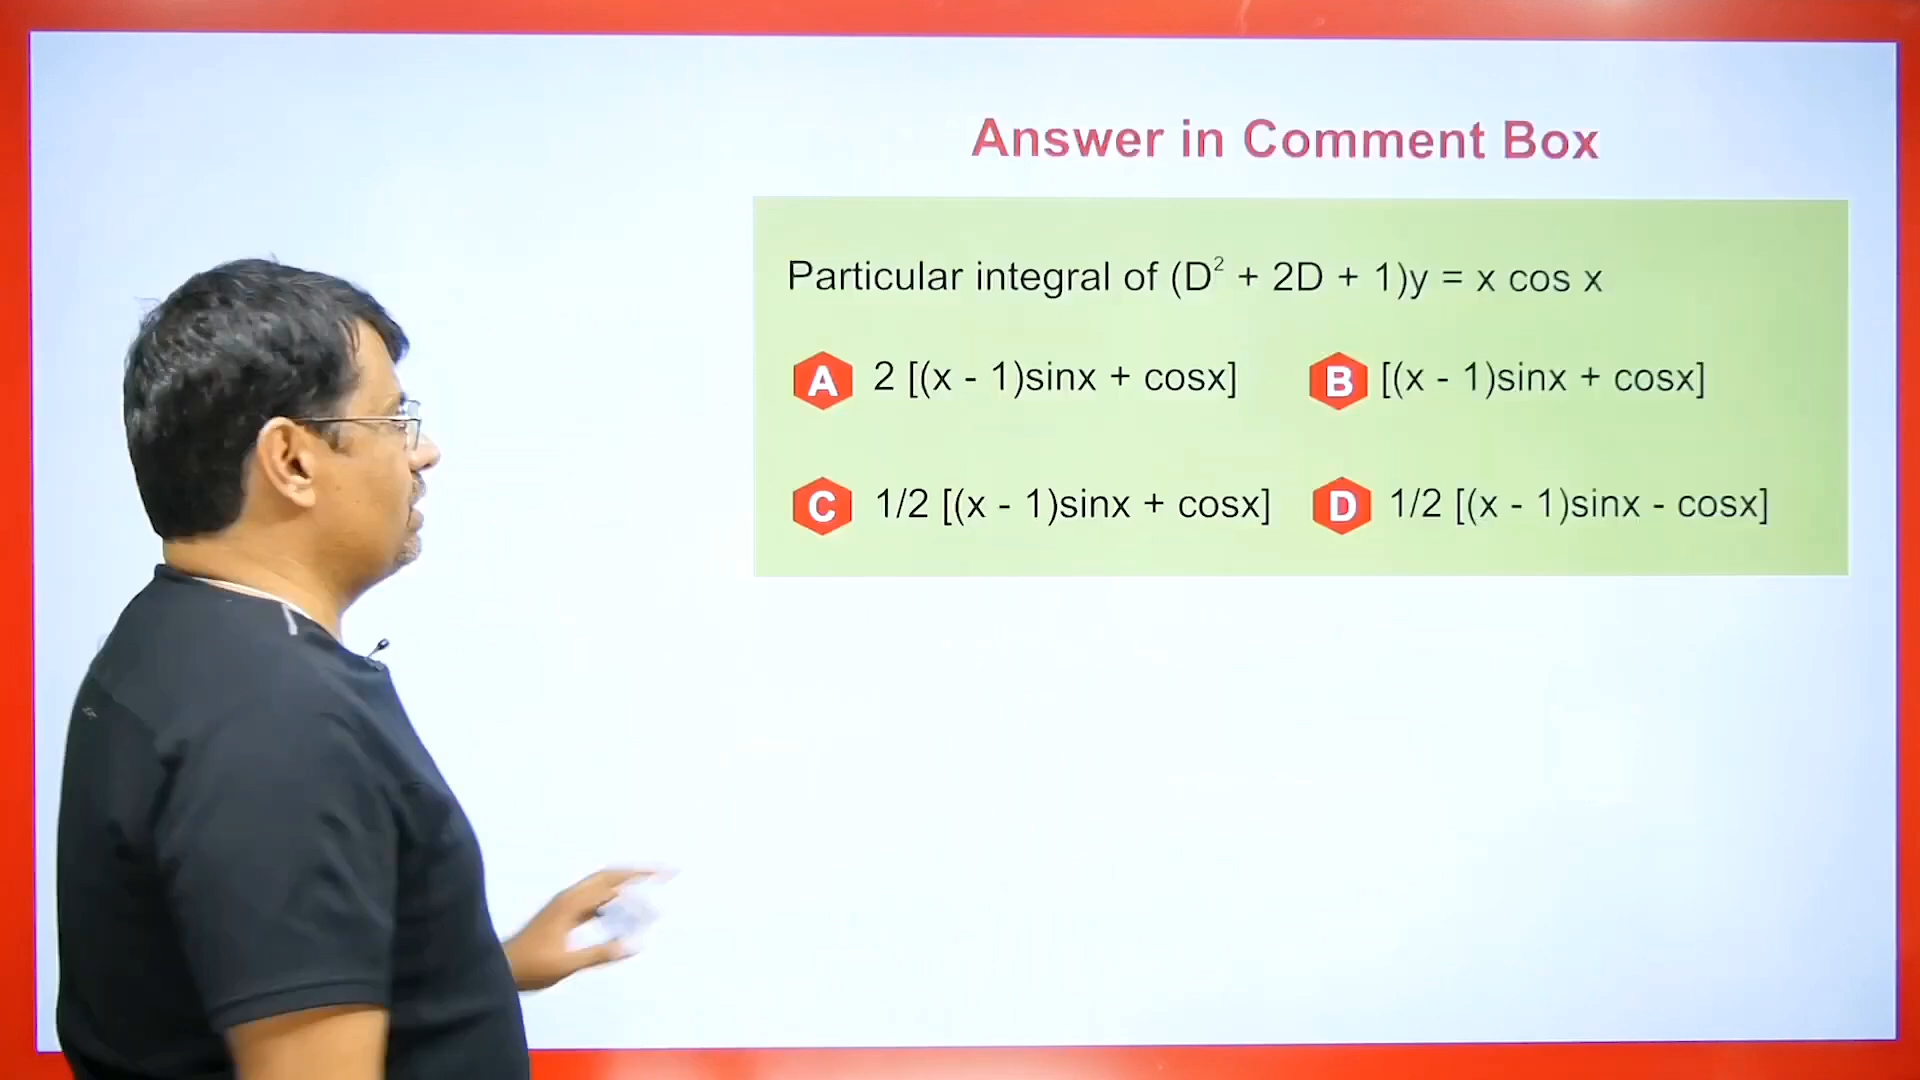 Answer in Comment Box
Particular integral of (D² + 2D + 1)y = x cos x
A 2 [(x - 1)sinx + cosx]
B [(x - 1)sinx + cosx]
C 1/2 [(x - 1)sinx + cosx]
D 1/2 [(x - 1)sinx - cosx]